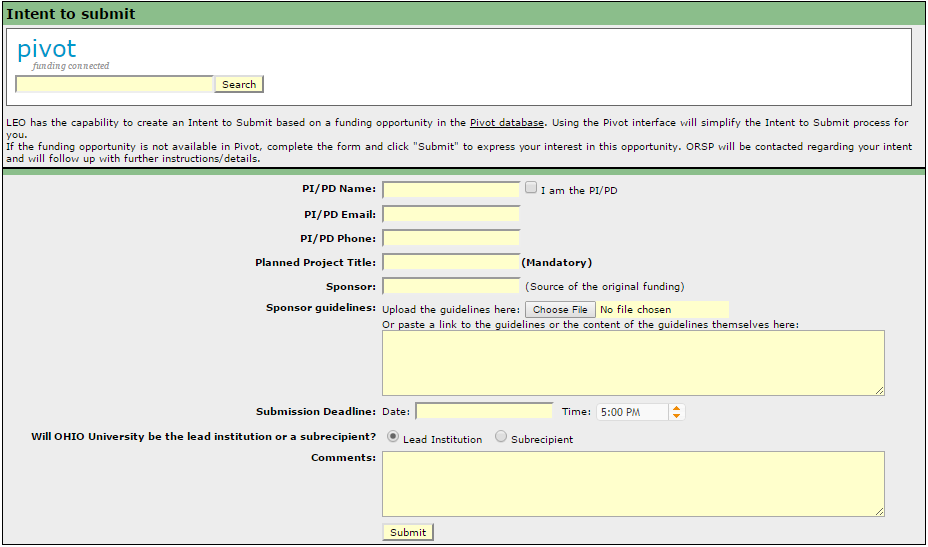 Intent to submit
pivot
funding connected
Search
LEO has the capability to create an Intent to Submit based on a funding opportunity in the Pivot database. Using the Pivot interface will simplify the Intent to Submit process for
you.
If the funding opportunity is not available in Pivot, complete the form and click "Submit" to express your interest in this opportunity. ORSP will be contacted regarding your intent
and will follow up with further instructions/details.
PI/PD Name: I am the PI/PD
PI/PD Email:
PI/PD Phone:
Planned Project Title: (Mandatory)
Sponsor: (Source of the original funding)
Sponsor guidelines: Upload the guidelines here: Choose File No file chosen
Or paste a link to the guidelines or the content of the guidelines themselves here:
Submission Deadline: Date: Time: 5:00 PM
Will OHIO University be the lead institution or a subrecipient? Lead Institution Subrecipient
Comments:
Submit